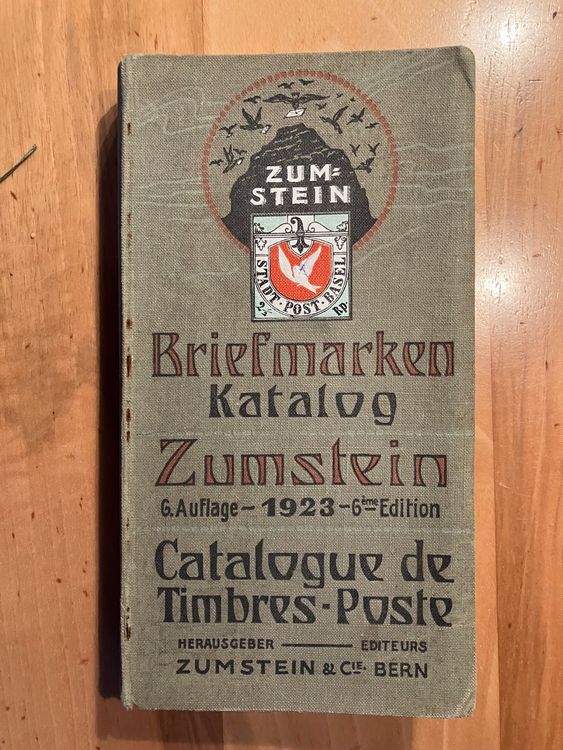 ZUM=
STEIN
STADT · POST · BASEL
2½ Rp.
Briefmarken
Katalog
Zumstein
6. Auflage – 1923 – 6ème Edition
Catalogue de
Timbres-Poste
HERAUSGEBER — EDITEURS
ZUMSTEIN & CIE. BERN